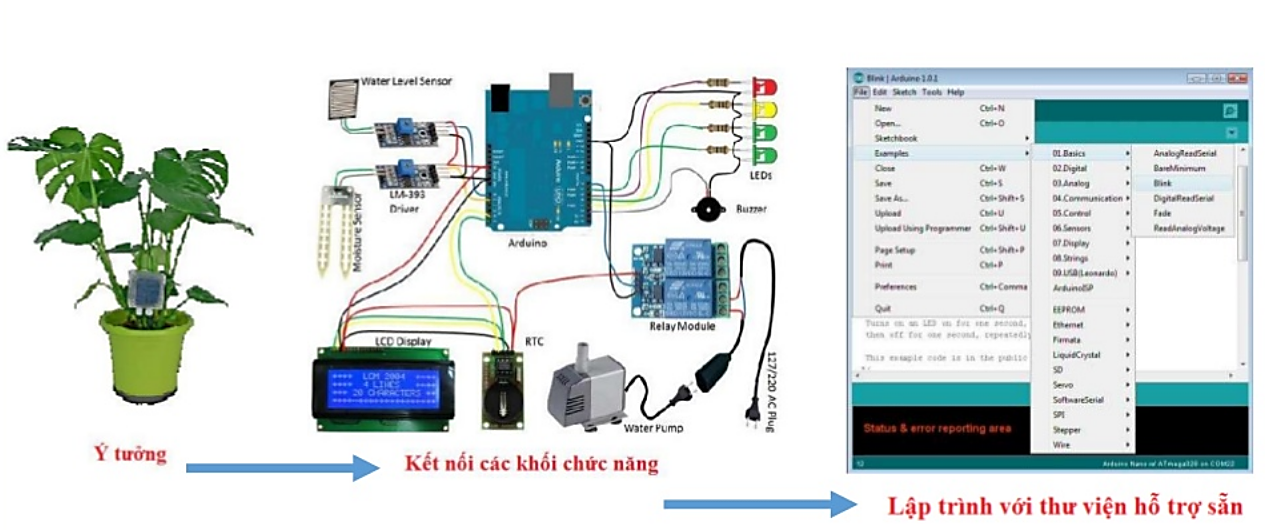 Ý tưởng
Water Level Sensor
LM-393
Driver
Moisture Sensor
Arduino
LEDs
Buzzer
Relay Module
LCD Display
RTC
LCM 2004
4 LINES
20 CHARACTERS
Water Pump
127/220 AC Plug
Kết nối các khối chức năng
Blink | Arduino 1.0.1
File Edit Sketch Tools Help
New Ctrl+N
Open... Ctrl+O
Sketchbook
Examples
Close Ctrl+W
Save Ctrl+S
Save As... Ctrl+Shift+S
Upload Ctrl+U
Upload Using Programmer Ctrl+Shift+U
Page Setup Ctrl+Shift+P
Print Ctrl+P
Preferences Ctrl+Comma
Quit Ctrl+Q
01.Basics
02.Digital
03.Analog
04.Communication
05.Control
06.Sensors
07.Display
08.Strings
09.USB(Leonardo)
ArduinoISP
EEPROM
Ethernet
Firmata
LiquidCrystal
SD
Servo
SoftwareSerial
SPI
Stepper
Wire
AnalogReadSerial
BareMinimum
Blink
DigitalReadSerial
Fade
ReadAnalogVoltage
Turns on an LED on for one second,
then off for one second, repeatedly
This example code is in the public
Status & error reporting area
12
Arduino Nano w/ ATmega328 on COM22
Lập trình với thư viện hỗ trợ sẵn